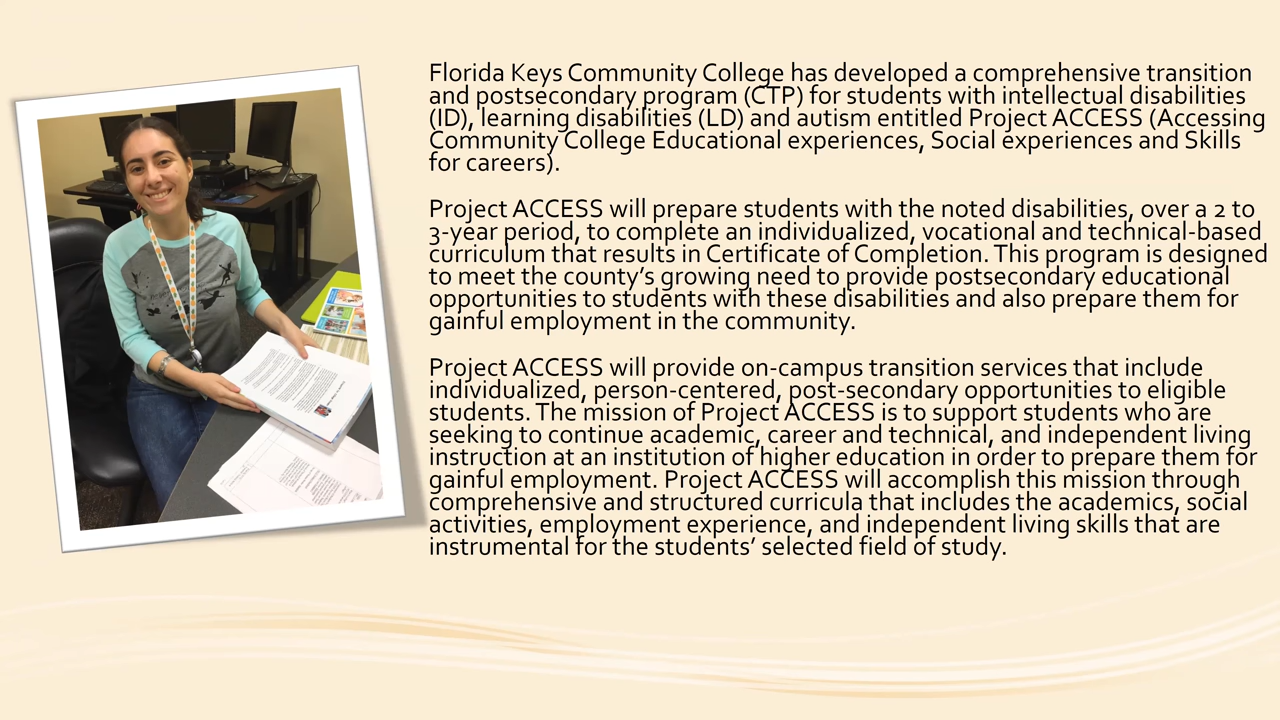 Florida Keys Community College has developed a comprehensive transition
and postsecondary program (CTP) for students with intellectual disabilities
(ID), learning disabilities (LD) and autism entitled Project ACCESS (Accessing
Community College Educational experiences, Social experiences and Skills
for careers).
Project ACCESS will prepare students with the noted disabilities, over a 2 to
3-year period, to complete an individualized, vocational and technical-based
curriculum that results in Certificate of Completion. This program is designed
to meet the county’s growing need to provide postsecondary educational
opportunities to students with these disabilities and also prepare them for
gainful employment in the community.
Project ACCESS will provide on-campus transition services that include
individualized, person-centered, post-secondary opportunities to eligible
students. The mission of Project ACCESS is to support students who are
seeking to continue academic, career and technical, and independent living
instruction at an institution of higher education in order to prepare them for
gainful employment. Project ACCESS will accomplish this mission through
comprehensive and structured curricula that includes the academics, social
activities, employment experience, and independent living skills that are
instrumental for the students’ selected field of study.